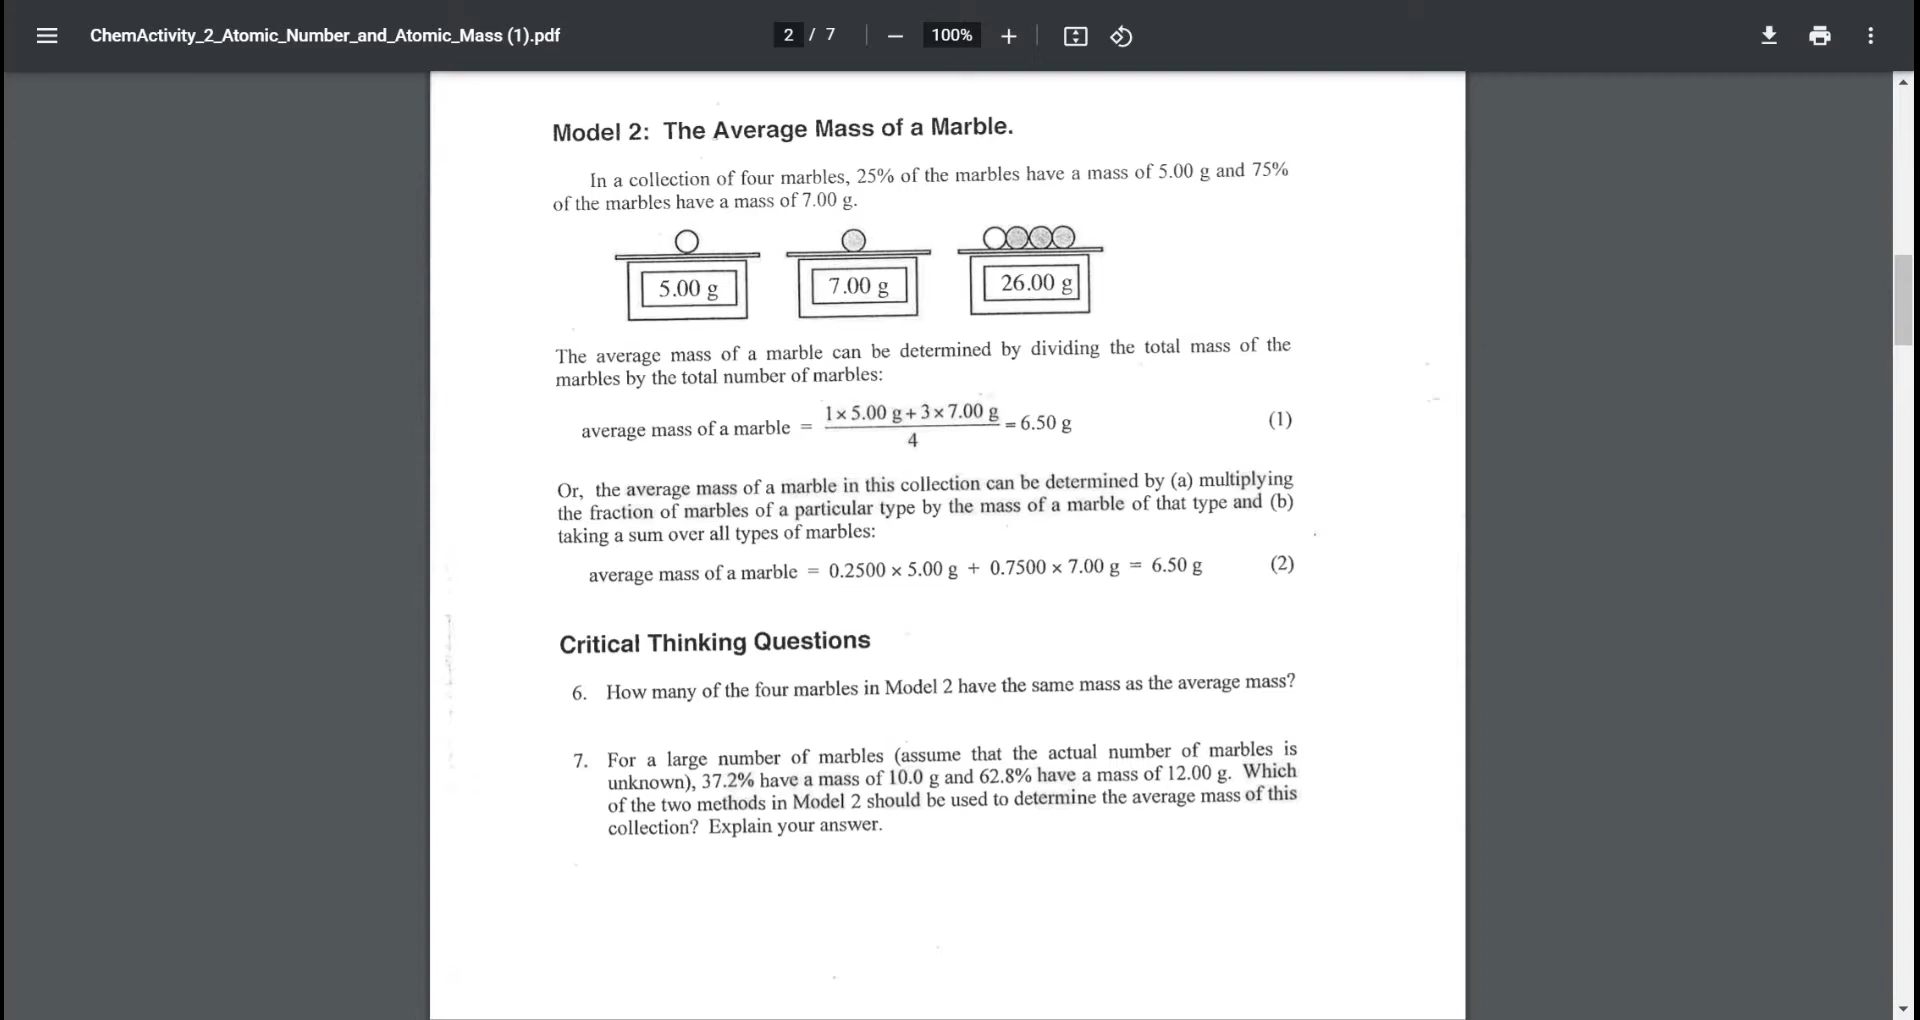 ChemActivity_2_Atomic_Number_and_Atomic_Mass (1).pdf
2 / 7
100%
Model 2: The Average Mass of a Marble.
In a collection of four marbles, 25% of the marbles have a mass of 5.00 g and 75%
of the marbles have a mass of 7.00 g.
5.00 g
7.00 g
26.00 g
The average mass of a marble can be determined by dividing the total mass of the
marbles by the total number of marbles:
average mass of a marble = 1 × 5.00 g + 3 × 7.00 g / 4 = 6.50 g (1)
Or, the average mass of a marble in this collection can be determined by (a) multiplying
the fraction of marbles of a particular type by the mass of a marble of that type and (b)
taking a sum over all types of marbles:
average mass of a marble = 0.2500 × 5.00 g + 0.7500 × 7.00 g = 6.50 g (2)
Critical Thinking Questions
6. How many of the four marbles in Model 2 have the same mass as the average mass?
7. For a large number of marbles (assume that the actual number of marbles is
unknown), 37.2% have a mass of 10.0 g and 62.8% have a mass of 12.00 g. Which
of the two methods in Model 2 should be used to determine the average mass of this
collection? Explain your answer.